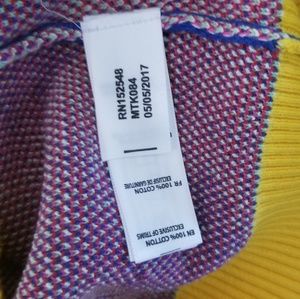 RN152548
MTK084
05/05/2017
FR 100% COTON
EXCLUSIF DE GARNITURE
EN 100% COTTON
EXCLUSIVE OF TRIMS